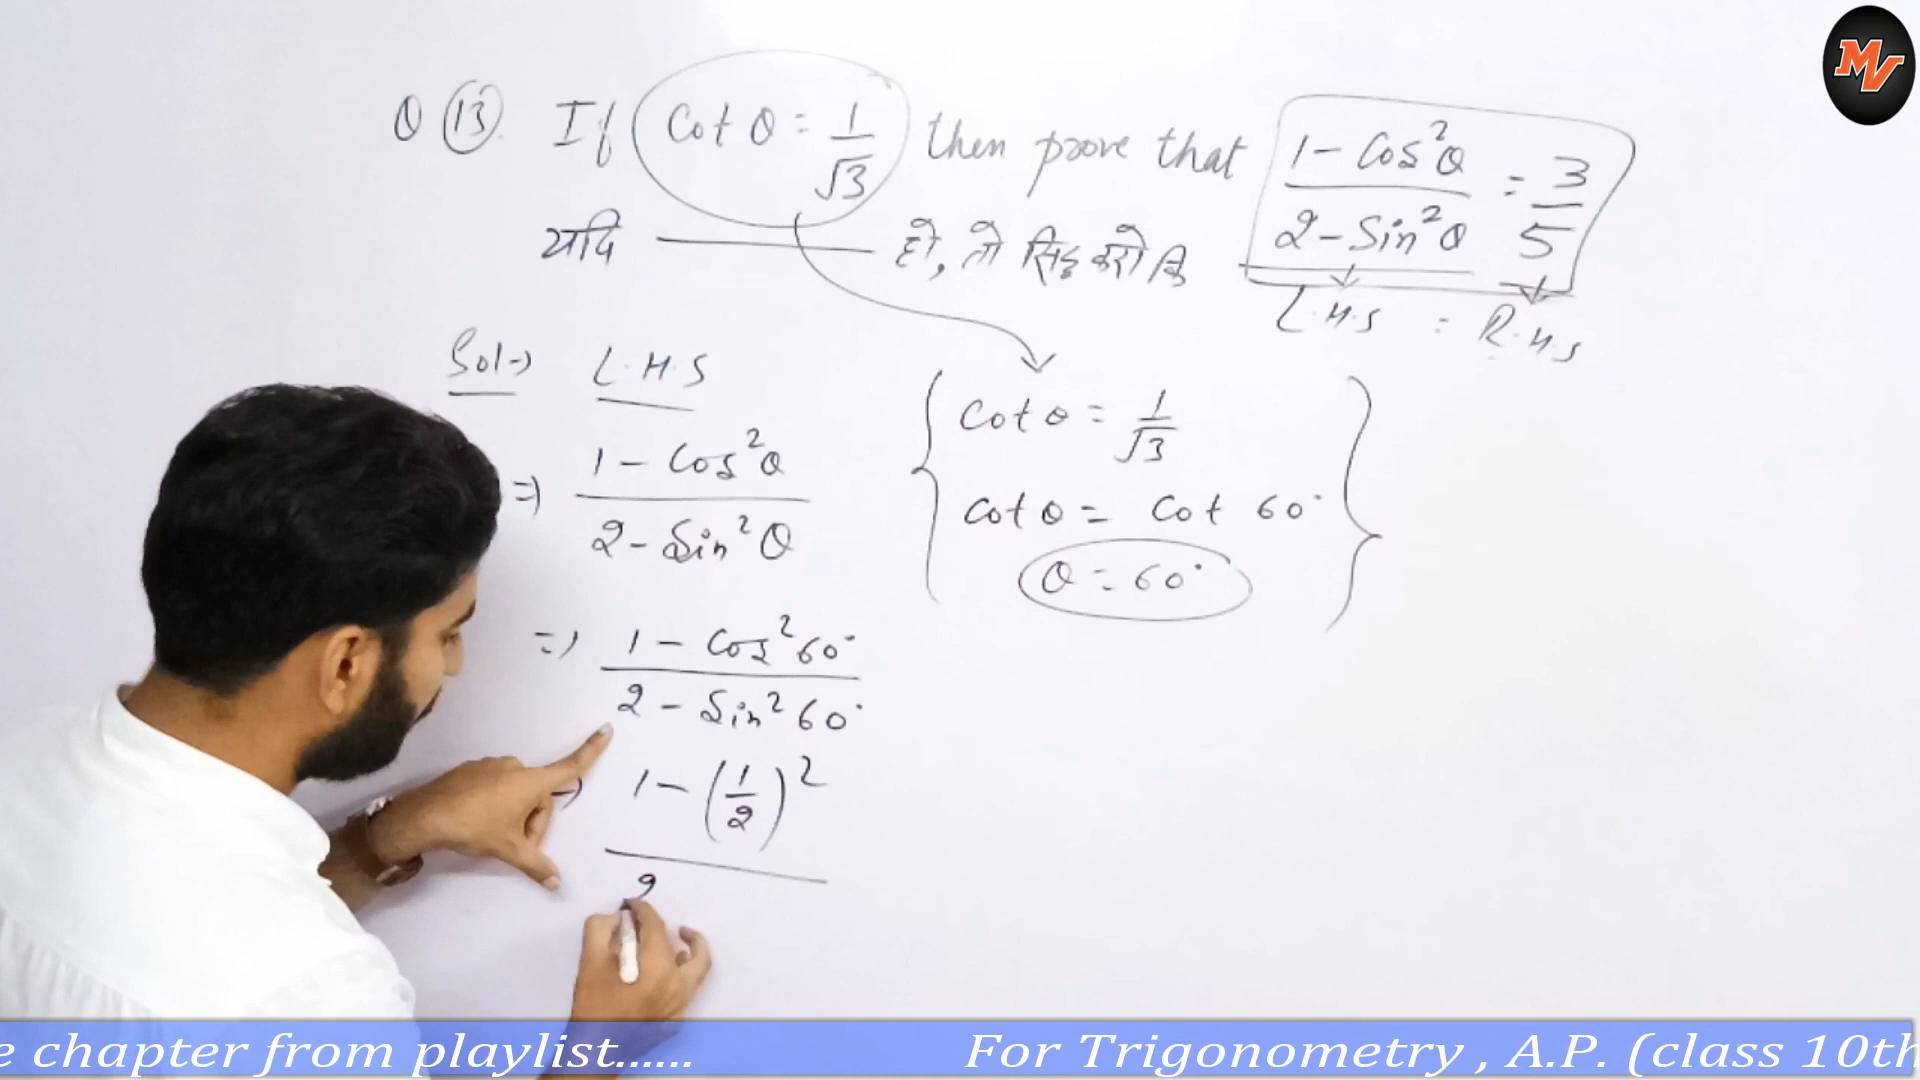 MV
Q 13. If Cot θ = 1/√3 then prove that (1 - Cos²θ)/(2 - Sin²θ) = 3/5
यदि ——— हो, तो सिद्ध करो कि
L.H.S = R.H.S
Sol→ L.H.S
⇒ (1 - Cos²θ)/(2 - Sin²θ)
{ Cot θ = 1/√3
Cot θ = Cot 60°
θ = 60° }
⇒ (1 - Cos²60°)/(2 - Sin²60°)
1 - (1/2)²
2
e chapter from playlist...... For Trigonometry , A.P. (class 10th